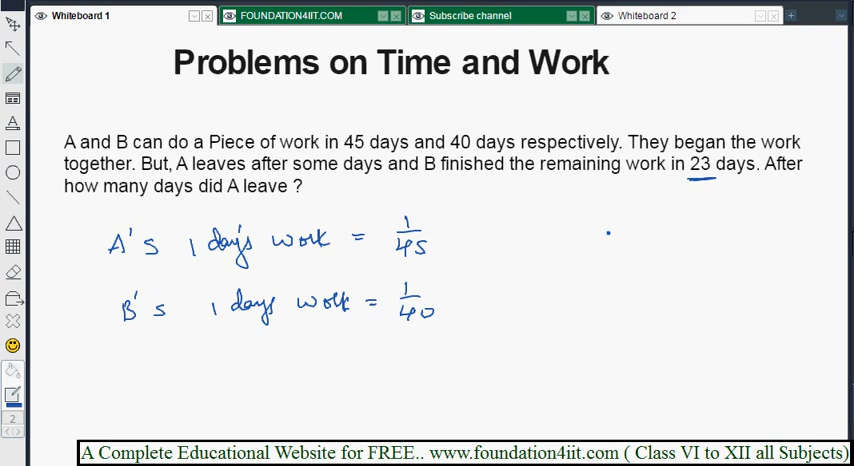 Whiteboard 1
FOUNDATION4IIT.COM
Subscribe channel
Whiteboard 2
Problems on Time and Work
A and B can do a Piece of work in 45 days and 40 days respectively. They began the work
together. But, A leaves after some days and B finished the remaining work in 23 days. After
how many days did A leave ?
A's 1 day's work = 1/45
B's 1 days work = 1/40
2
A Complete Educational Website for FREE.. www.foundation4iit.com ( Class VI to XII all Subjects)